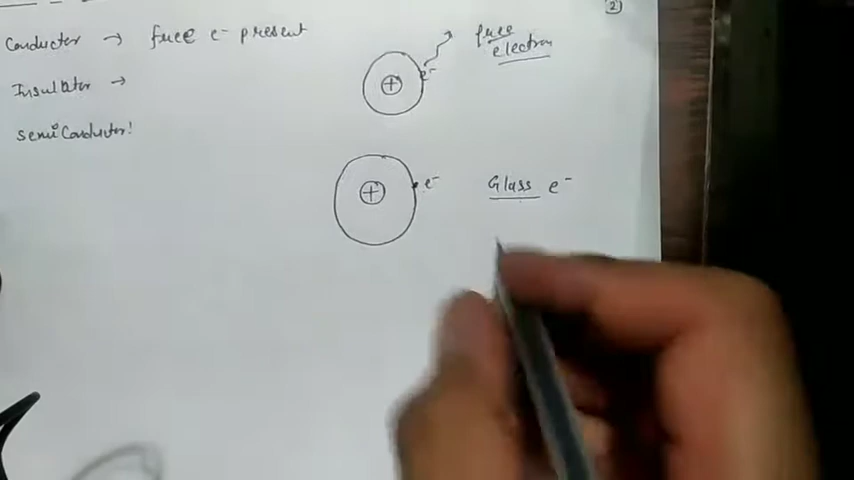 2
Conductor → free e⁻ present
free
electron
e⁻
+
Insulator →
semiConductor!
+
e⁻
Glass e⁻